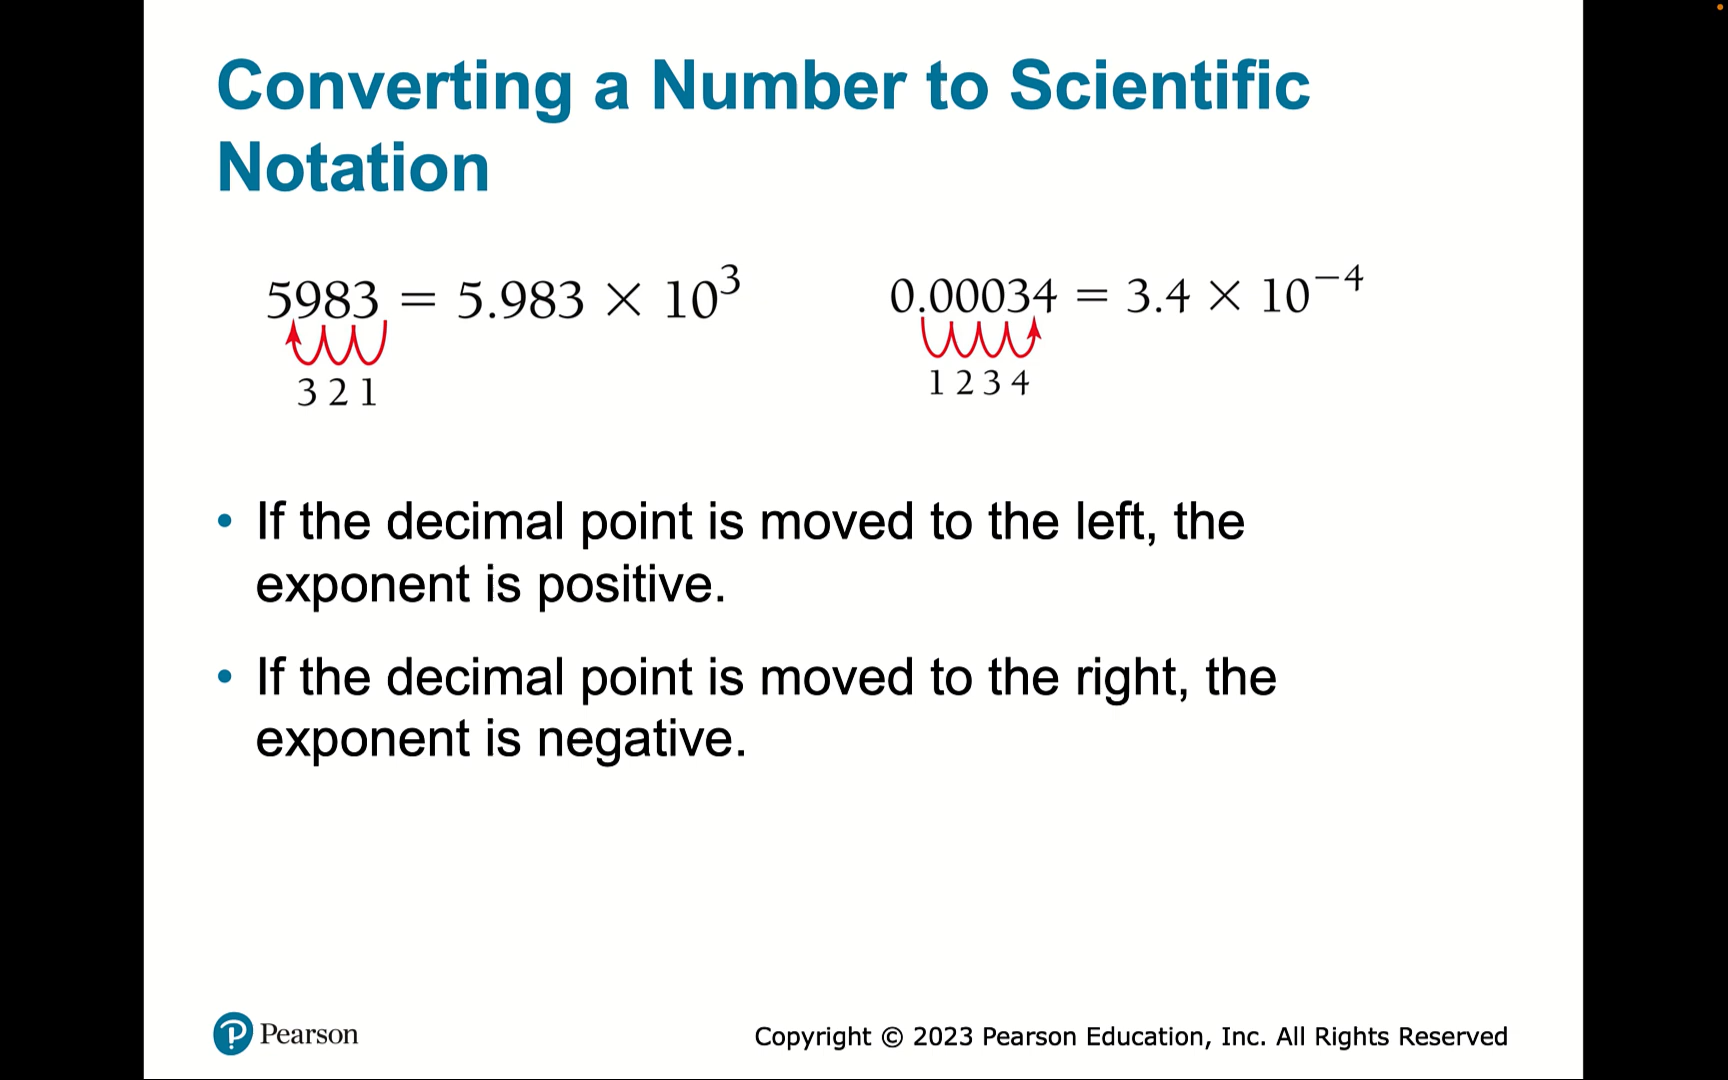 Converting a Number to Scientific
Notation
5983 = 5.983 × 10³
3 2 1
0.00034 = 3.4 × 10⁻⁴
1 2 3 4
• If the decimal point is moved to the left, the
exponent is positive.
• If the decimal point is moved to the right, the
exponent is negative.
P Pearson
Copyright © 2023 Pearson Education, Inc. All Rights Reserved